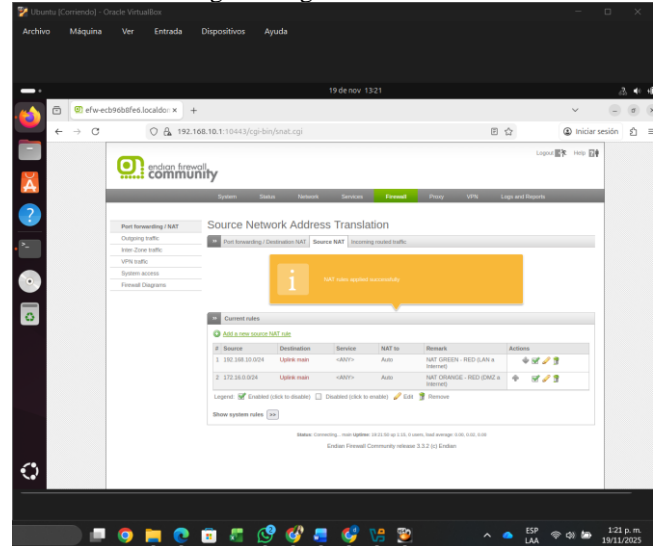 Ubuntu [Corriendo] - Oracle VirtualBox
Archivo Máquina Ver Entrada Dispositivos Ayuda
19 de nov 13:21
efw-ecb96b8fe6.localdon
192.168.10.1:10443/cgi-bin/snat.cgi
Iniciar sesión
Logout Help
endian firewall
community
System Status Network Services Firewall Proxy VPN Logs and Reports
Port forwarding / NAT
Outgoing traffic
Inter-Zone traffic
VPN traffic
System access
Firewall Diagrams
Source Network Address Translation
>> Port forwarding / Destination NAT Source NAT Incoming routed traffic
NAT rules applied successfully
>> Current rules
Add a new source NAT rule
# Source Destination Service NAT to Remark Actions
1 192.168.10.0/24 Uplink main <ANY> Auto NAT GREEN - RED (LAN a Internet)
2 172.16.0.0/24 Uplink main <ANY> Auto NAT ORANGE - RED (DMZ a Internet)
Legend: Enabled (click to disable) Disabled (click to enable) Edit Remove
Show system rules >>
Status: Connecting... main Uptime:
Endian Firewall Community release 3.3.2 (c) Endian
ESP
LAA
1:21 p. m.
19/11/2025